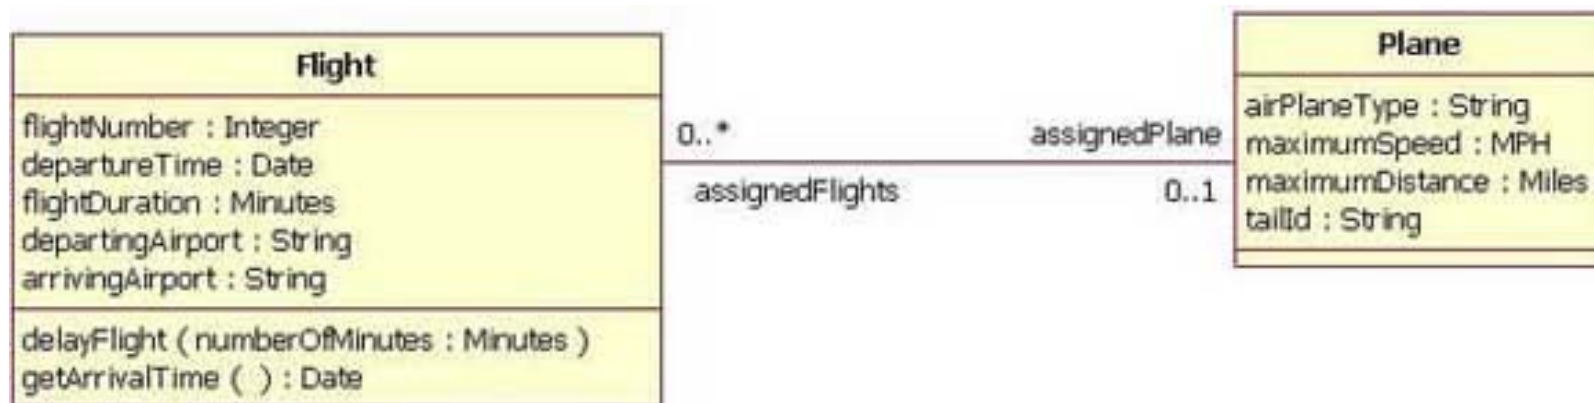 Flight
flightNumber : Integer
departureTime : Date
flightDuration : Minutes
departingAirport : String
arrivingAirport : String
delayFlight ( numberOfMinutes : Minutes )
getArrivalTime ( ) : Date
0..*
assignedPlane
assignedFlights
0..1
Plane
airPlaneType : String
maximumSpeed : MPH
maximumDistance : Miles
tailId : String